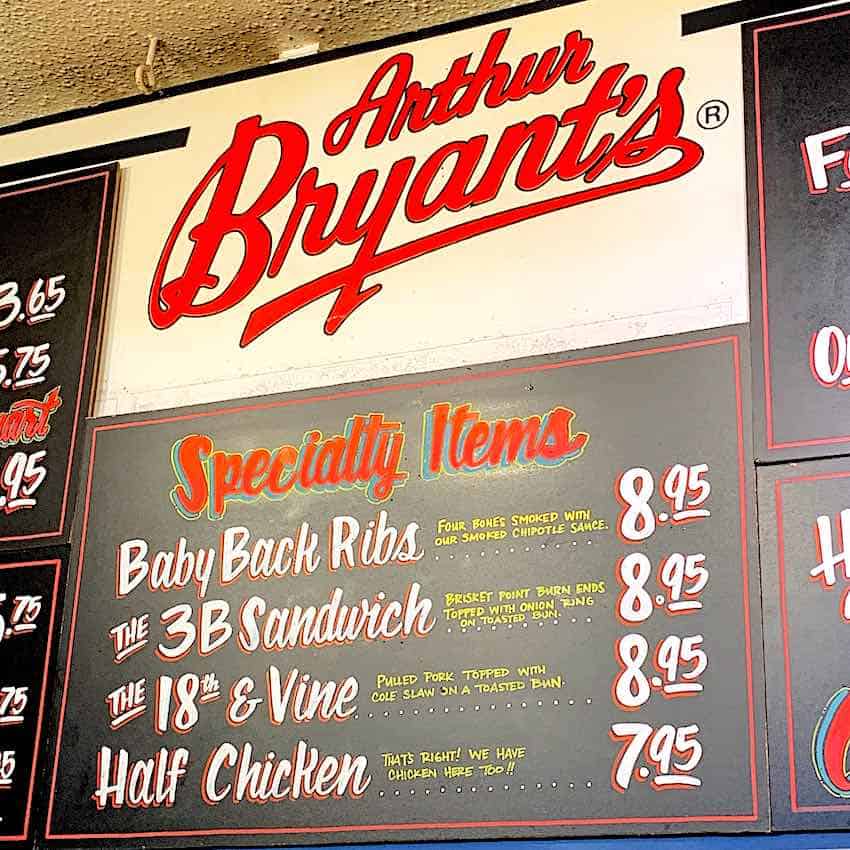 Arthur
Bryant's ®
3.65
5.75
.95
5.75
75
Specialty Items
Baby Back Ribs FOUR BONES SMOKED WITH OUR SMOKED CHIPOTLE SAUCE. 8.95
THE 3B Sandwich BRISKET POINT BURN ENDS TOPPED WITH ONION RING ON TOASTED BUN. 8.95
THE 18th & Vine PULLED PORK TOPPED WITH COLE SLAW ON A TOASTED BUN. 8.95
Half Chicken THAT'S RIGHT! WE HAVE CHICKEN HERE TOO!! 7.95